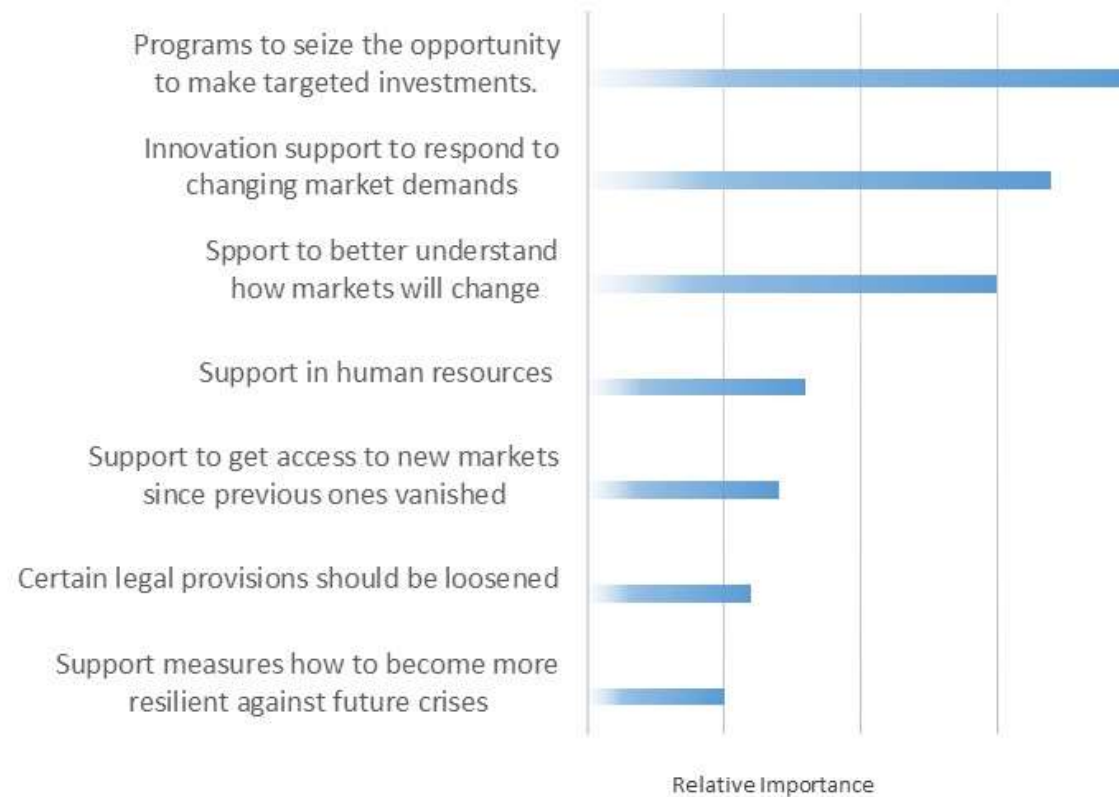 Programs to seize the opportunity
to make targeted investments.
Innovation support to respond to
changing market demands
Spport to better understand
how markets will change
Support in human resources
Support to get access to new markets
since previous ones vanished
Certain legal provisions should be loosened
Support measures how to become more
resilient against future crises
Relative Importance